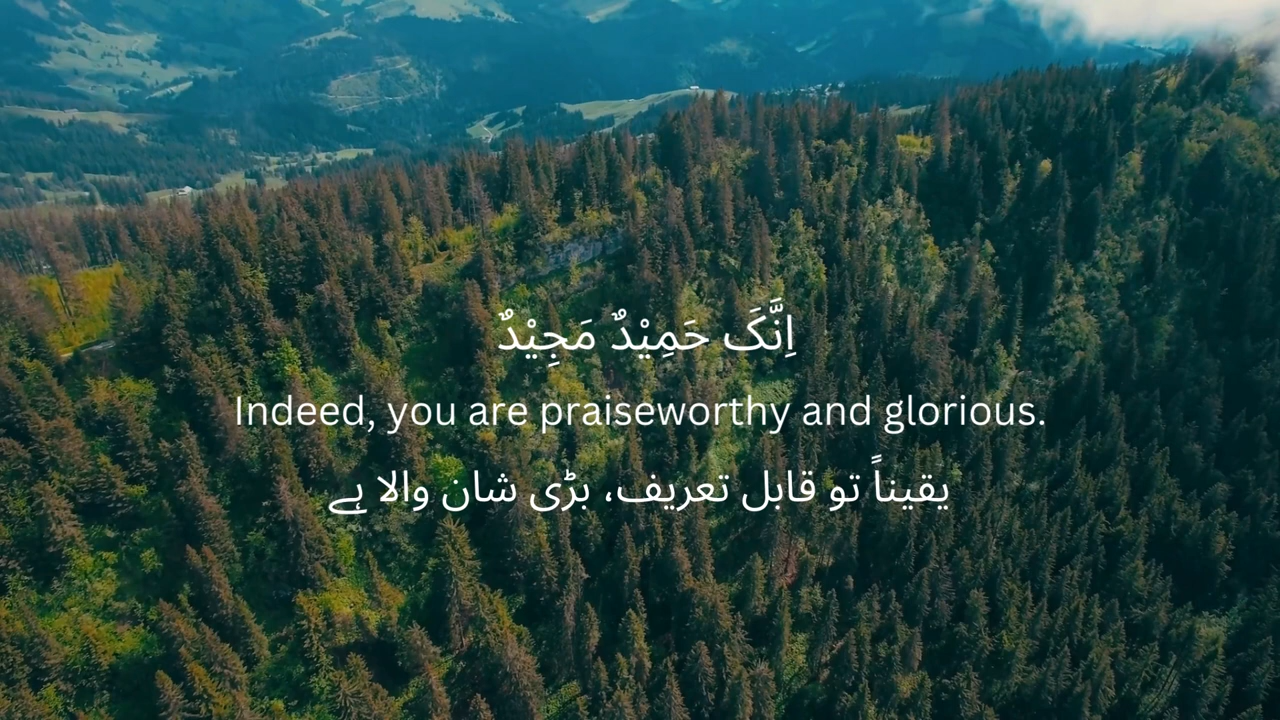 اِنَّکَ حَمِیْدٌ مَجِیْدٌ
Indeed, you are praiseworthy and glorious.
یقیناً تو قابل تعریف، بڑی شان والا ہے